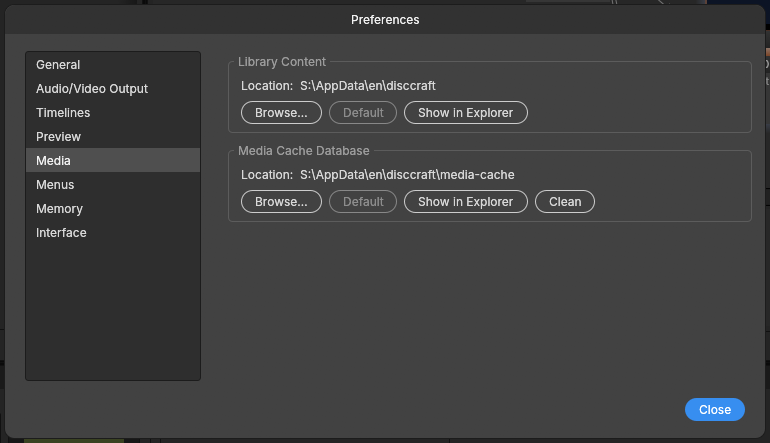 Preferences
General
Audio/Video Output
Timelines
Preview
Media
Menus
Memory
Interface
Library Content
Location: S:\AppData\en\disccraft
Browse... Default Show in Explorer
Media Cache Database
Location: S:\AppData\en\disccraft\media-cache
Browse... Default Show in Explorer Clean
Close